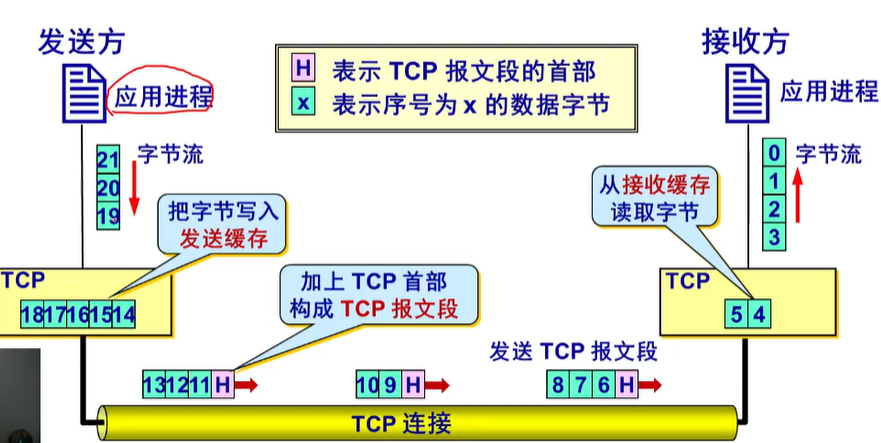 发送方
接收方
应用进程
应用进程
H 表示 TCP 报文段的首部
x 表示序号为 x 的数据字节
21
20
19
字节流
0
1
2
3
字节流
把字节写入
发送缓存
从接收缓存
读取字节
TCP
18 17 16 15 14
加上 TCP 首部
构成 TCP 报文段
TCP
5 4
发送 TCP 报文段
13 12 11 H
10 9 H
8 7 6 H
TCP 连接